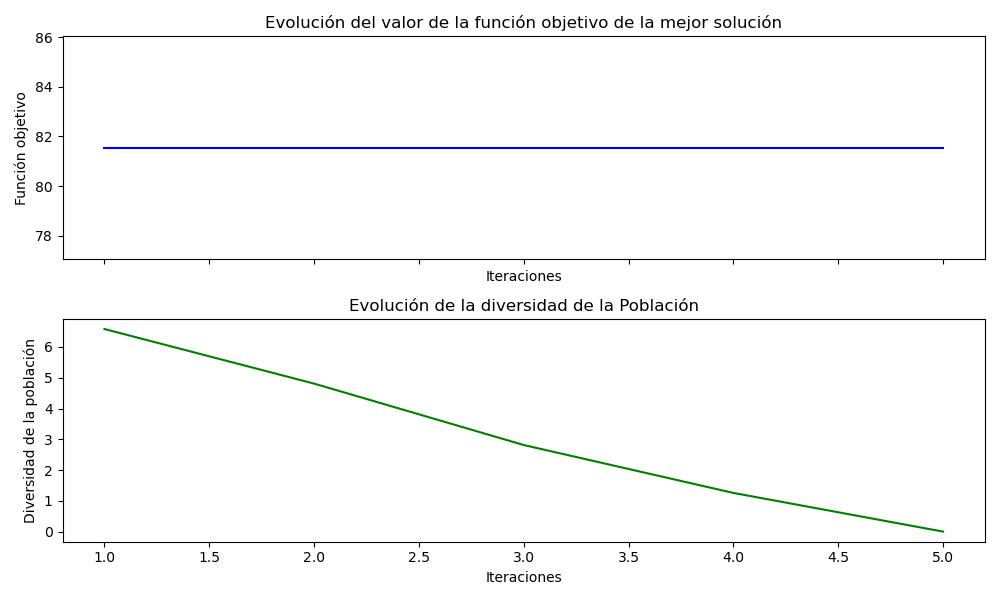 Evolución del valor de la función objetivo de la mejor solución
86
84
82
80
78
Función objetivo
Iteraciones
Evolución de la diversidad de la Población
6
5
4
3
2
1
0
Diversidad de la población
1.0 1.5 2.0 2.5 3.0 3.5 4.0 4.5 5.0
Iteraciones